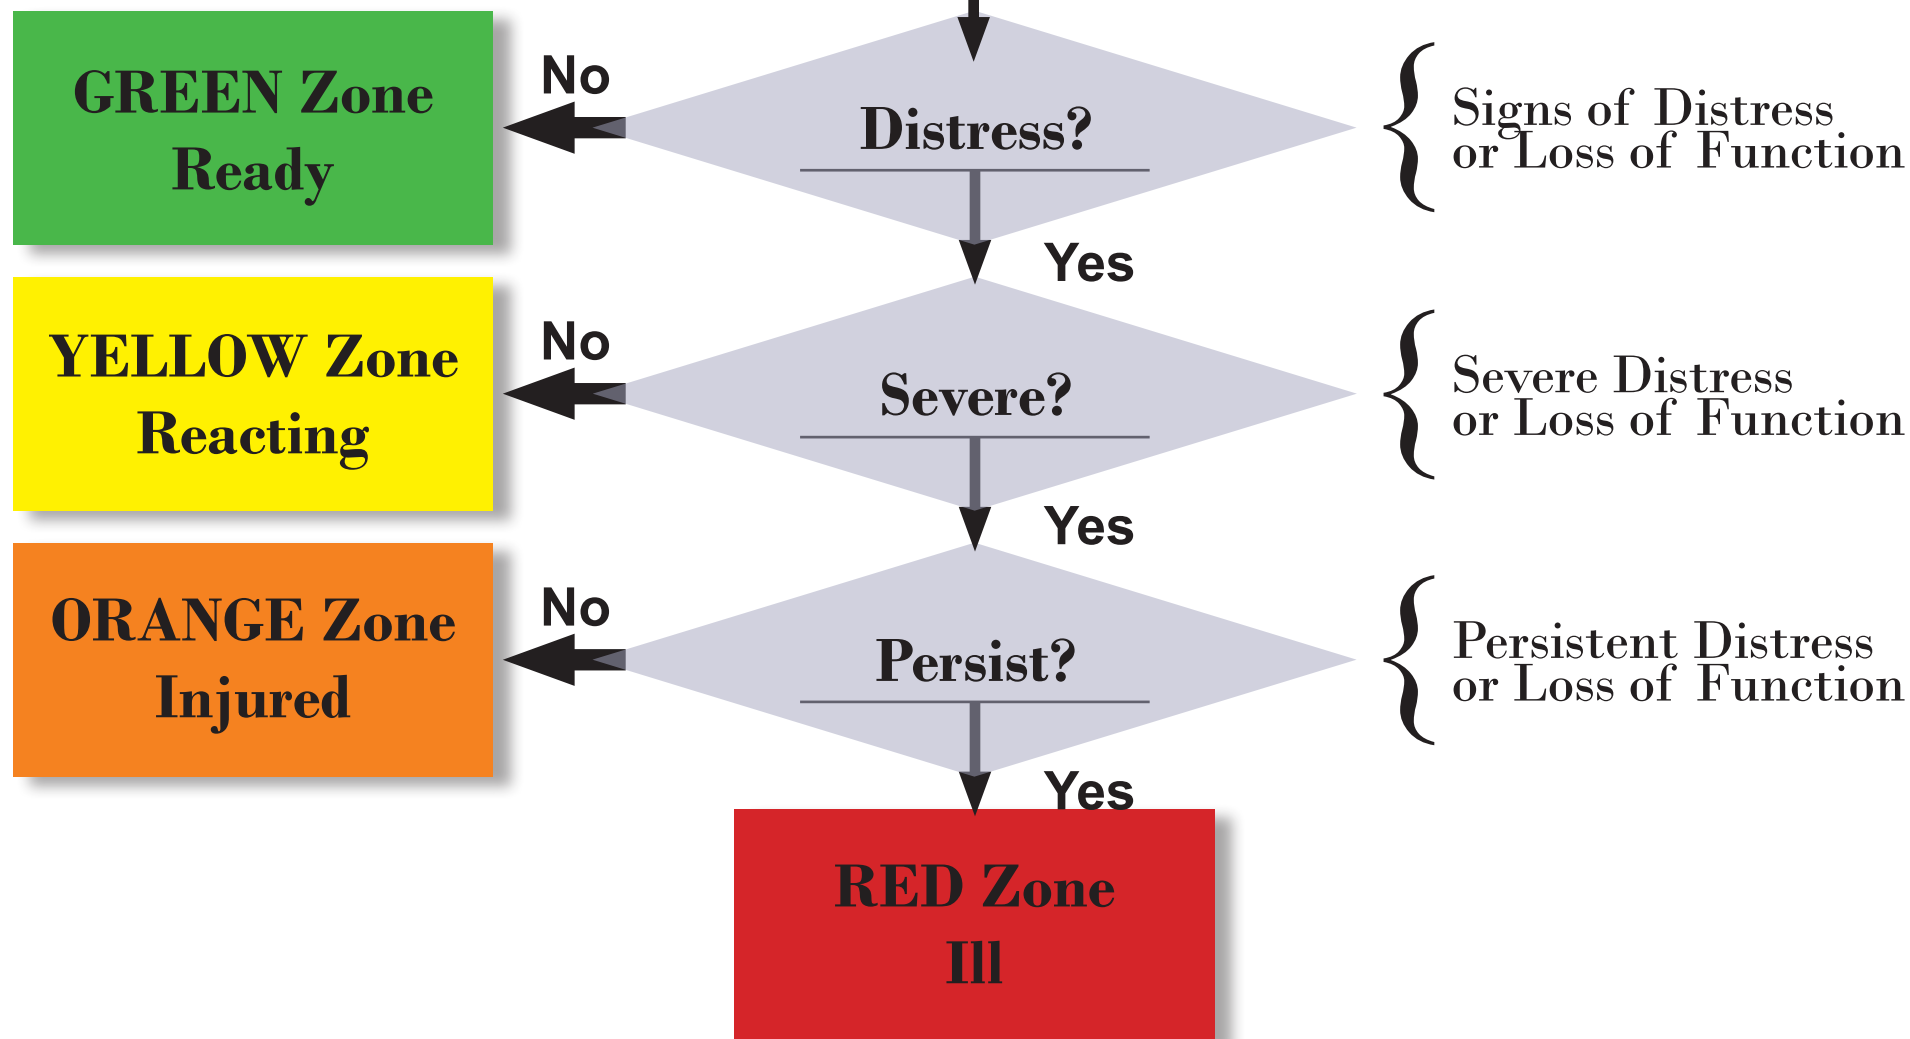 GREEN Zone
Ready
No
Distress?
Signs of Distress
or Loss of Function
Yes
YELLOW Zone
Reacting
No
Severe?
Severe Distress
or Loss of Function
Yes
ORANGE Zone
Injured
No
Persist?
Persistent Distress
or Loss of Function
Yes
RED Zone
Ill